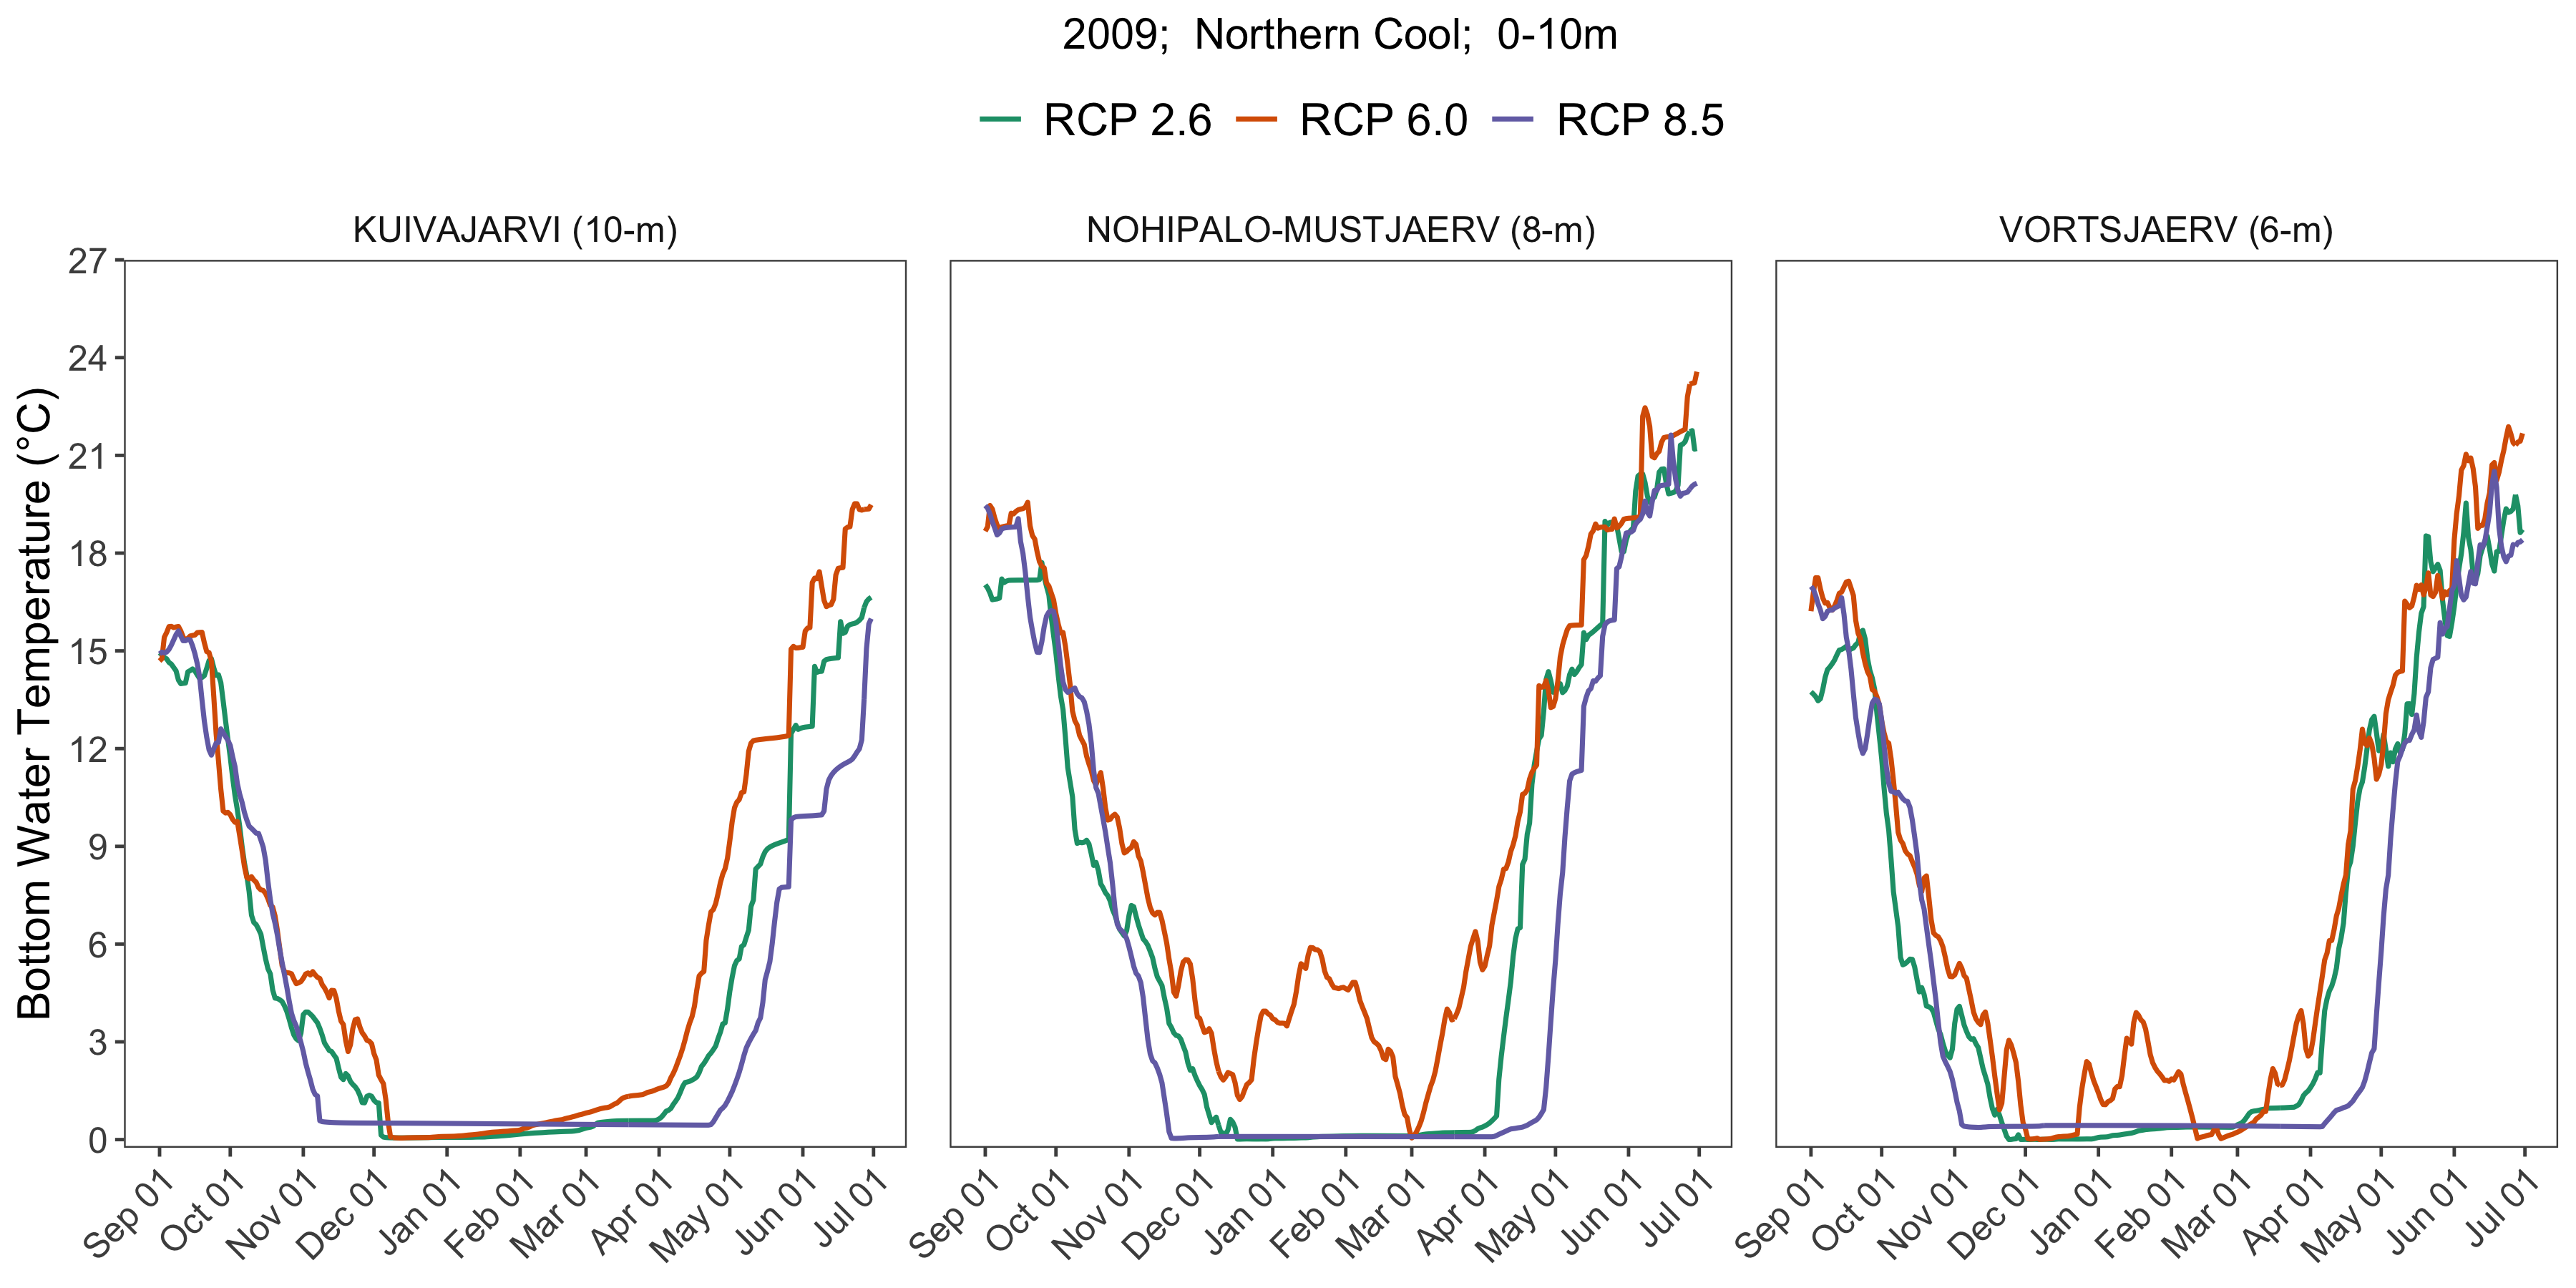 2009;  Northern Cool;  0-10m
RCP 2.6 RCP 6.0 RCP 8.5
KUIVAJARVI (10-m) NOHIPALO-MUSTJAERV (8-m) VORTSJAERV (6-m)
Bottom Water Temperature (°C)
27
24
21
18
15
12
9
6
3
0
Sep 01 Oct 01 Nov 01 Dec 01 Jan 01 Feb 01 Mar 01 Apr 01 May 01 Jun 01 Jul 01 Sep 01 Oct 01 Nov 01 Dec 01 Jan 01 Feb 01 Mar 01 Apr 01 May 01 Jun 01 Jul 01 Sep 01 Oct 01 Nov 01 Dec 01 Jan 01 Feb 01 Mar 01 Apr 01 May 01 Jun 01 Jul 01